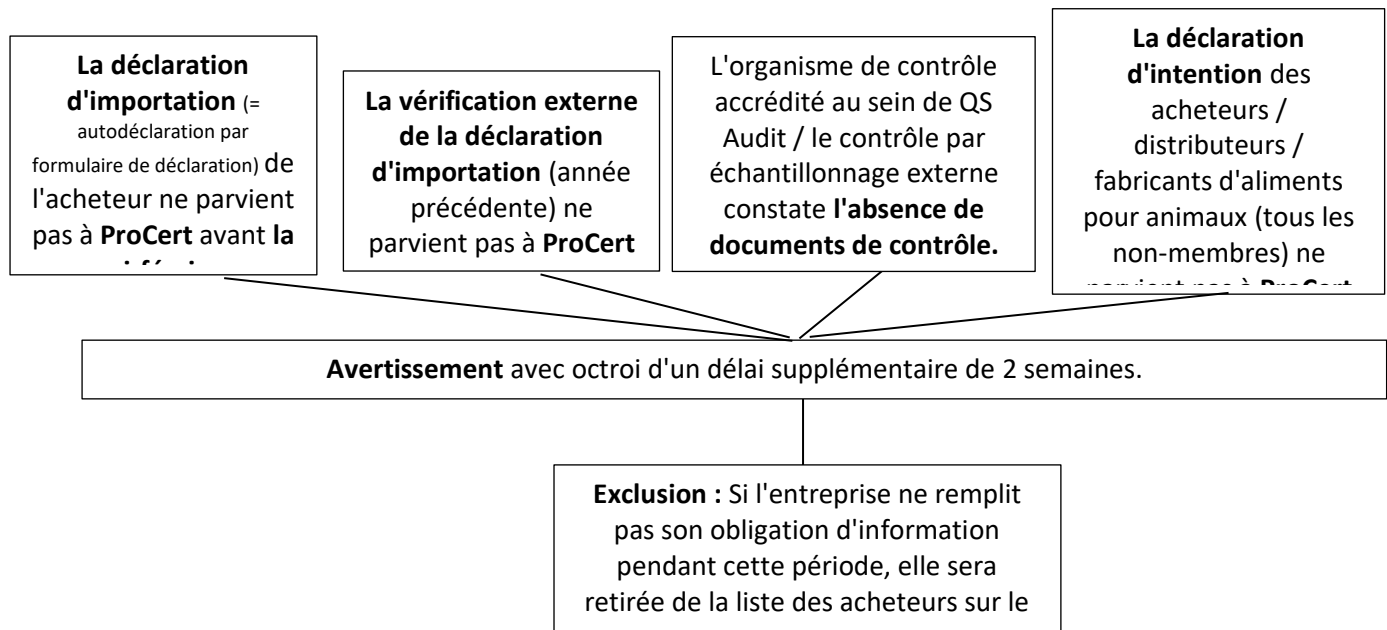 La déclaration
d'importation (=
autodéclaration par
formulaire de déclaration) de
l'acheteur ne parvient
pas à ProCert avant la
La vérification externe
de la déclaration
d'importation (année
précédente) ne
parvient pas à ProCert
L'organisme de contrôle
accrédité au sein de QS
Audit / le contrôle par
échantillonnage externe
constate l'absence de
documents de contrôle.
La déclaration
d'intention des
acheteurs /
distributeurs /
fabricants d'aliments
pour animaux (tous les
non-membres) ne
parvient pas à ProCert
Avertissement avec octroi d'un délai supplémentaire de 2 semaines.
Exclusion : Si l'entreprise ne remplit
pas son obligation d'information
pendant cette période, elle sera
retirée de la liste des acheteurs sur le